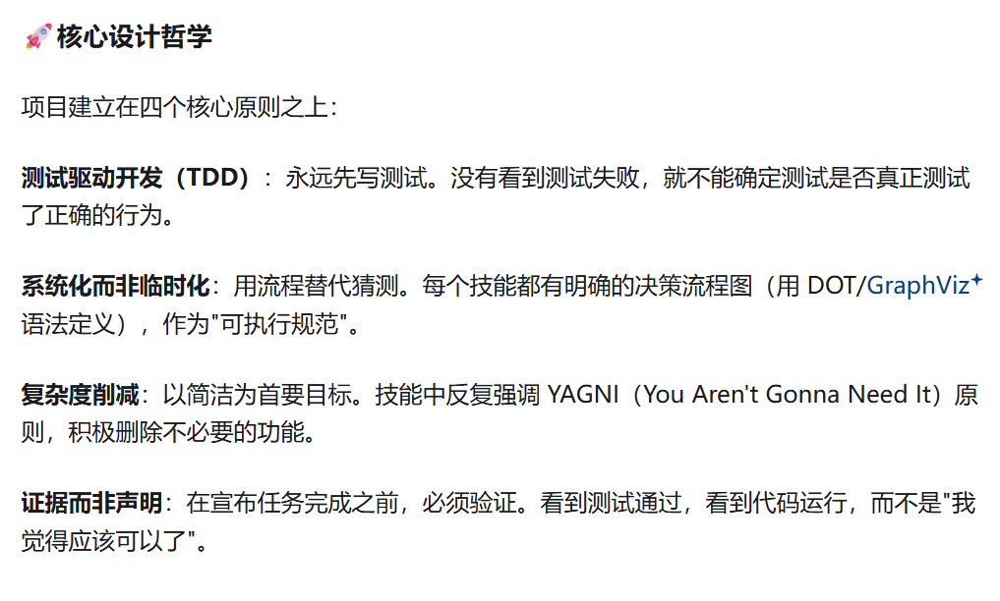 🚀核心设计哲学
项目建立在四个核心原则之上：
测试驱动开发（TDD）：永远先写测试。没有看到测试失败，就不能确定测试是否真正测试
了正确的行为。
系统化而非临时化：用流程替代猜测。每个技能都有明确的决策流程图（用 DOT/GraphViz
语法定义），作为"可执行规范"。
复杂度削减：以简洁为首要目标。技能中反复强调 YAGNI（You Aren't Gonna Need It）原
则，积极删除不必要的功能。
证据而非声明：在宣布任务完成之前，必须验证。看到测试通过，看到代码运行，而不是"我
觉得应该可以了"。